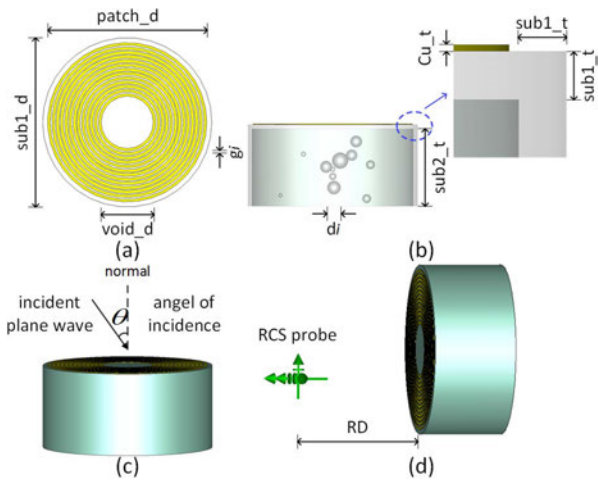 patch_d
sub1_d
gi
void_d
(a)
Cu_t
sub1_t
sub1_t
sub2_t
di
(b)
normal
incident
plane wave
θ
angel of
incidence
(c)
RCS probe
RD
(d)